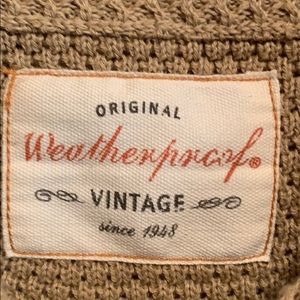 ORIGINAL
Weatherproof®
VINTAGE
since 1948